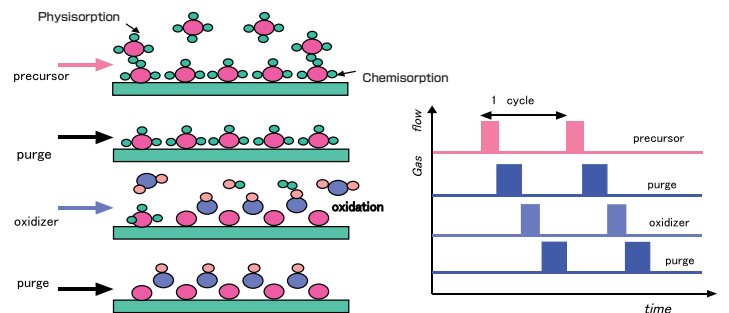 Physisorption
precursor
Chemisorption
purge
oxidizer
oxidation
purge
1 cycle
Gas flow
precursor
purge
oxidizer
purge
time